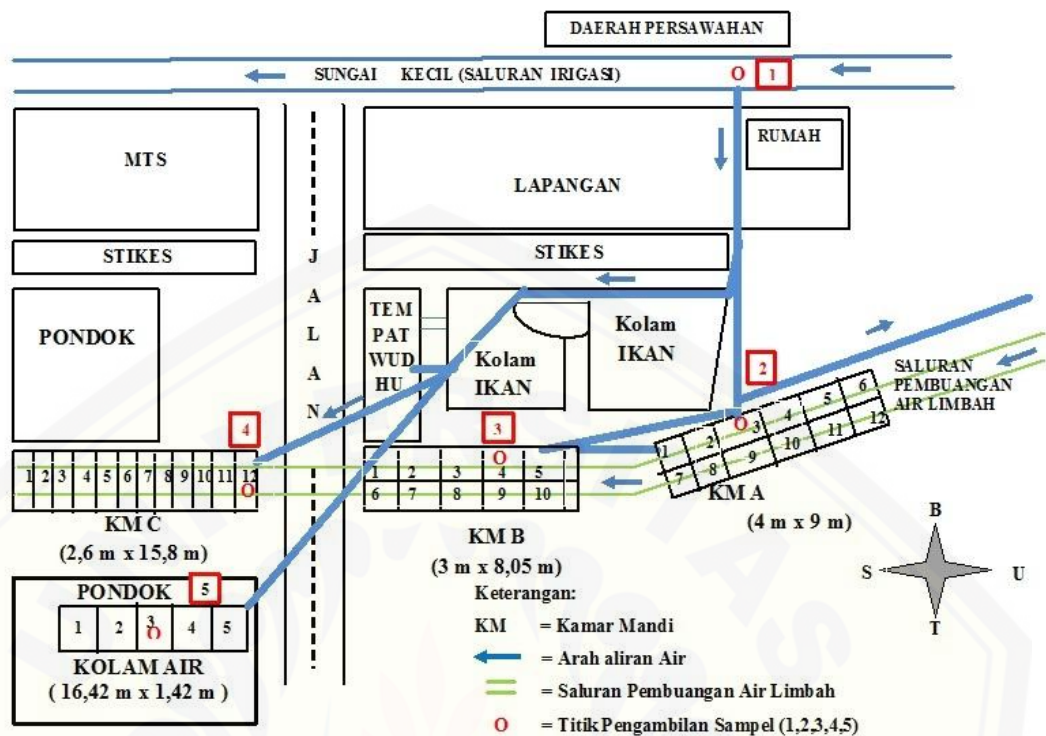 DAERAH PERSAWAHAN
SUNGAI KECIL (SALURAN IRIGASI)
1
MTS
LAPANGAN
RUMAH
STIKES
STIKES
JALAN
PONDOK
TEM
PAT
WUD
HU
Kolam
IKAN
Kolam
IKAN
2
SALURAN
PEMBUANGAN
AIR LIMBAH
1 2 3 4 5 6
7 8 9 10 11 12
KM A
(4 m x 9 m)
3
1 2 3 4 5
6 7 8 9 10
KM B
(3 m x 8,05 m)
4
1 2 3 4 5 6 7 8 9 10 11 12
KM C
(2,6 m x 15,8 m)
PONDOK
5
1 2 3 4 5
KOLAM AIR
( 16,42 m x 1,42 m )
B
S
U
T
Keterangan:
KM = Kamar Mandi
= Arah aliran Air
= Saluran Pembuangan Air Limbah
O = Titik Pengambilan Sampel (1,2,3,4,5)